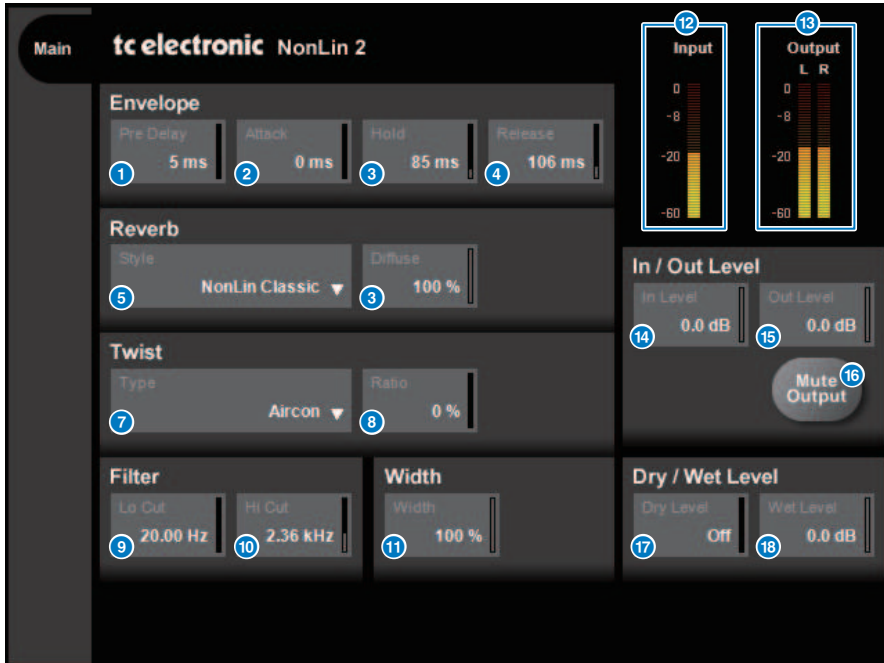 Main
tc electronic NonLin 2
Envelope
Pre Delay Attack Hold Release
5 ms 0 ms 85 ms 106 ms
1 2 3 4
Reverb
Style Diffuse
NonLin Classic 100 %
5 3
Twist
Type Ratio
Aircon 0 %
7 8
Filter
Lo Cut Hi Cut
20.00 Hz 2.36 kHz
9 10
Width
Width
100 %
11
12 13
Input Output
L R
0 0
-8 -8
-20 -20
-60 -60
In / Out Level
In Level Out Level
0.0 dB 0.0 dB
14 15
Mute 16
Output
Dry / Wet Level
Dry Level Wet Level
Off 0.0 dB
17 18